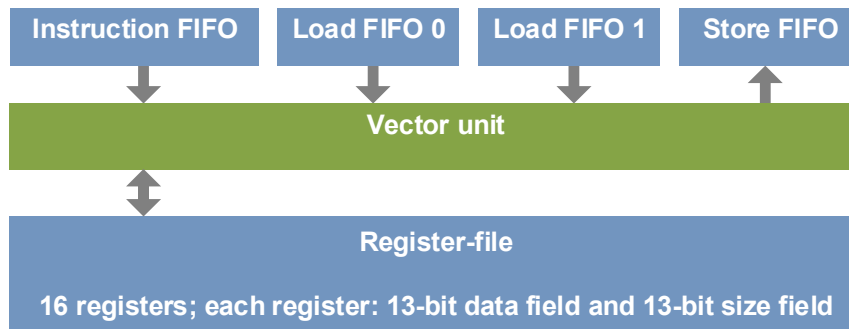 Instruction FIFO
Load FIFO 0
Load FIFO 1
Store FIFO
Vector unit
Register-file
16 registers; each register: 13-bit data field and 13-bit size field